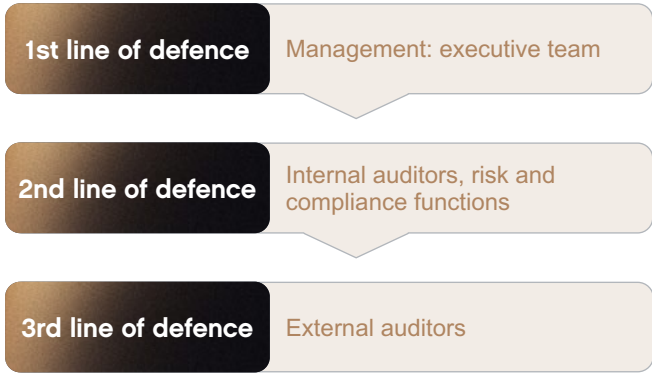 1st line of defence
Management: executive team
2nd line of defence
Internal auditors, risk and
compliance functions
3rd line of defence
External auditors